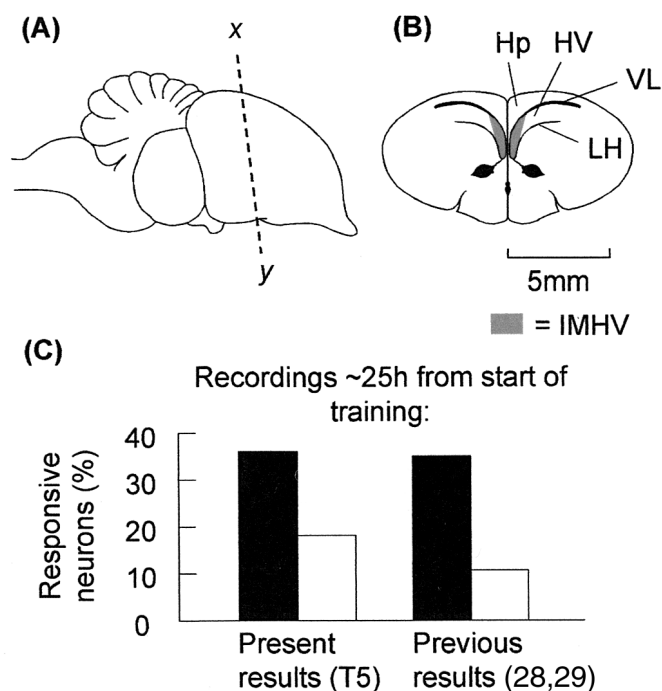 (A)
x
y
(B)
Hp
HV
VL
LH
5mm
= IMHV
(C)
Recordings ~25h from start of
training:
Responsive
neurons (%)
40
30
20
10
0
Present
results (T5)
Previous
results (28,29)